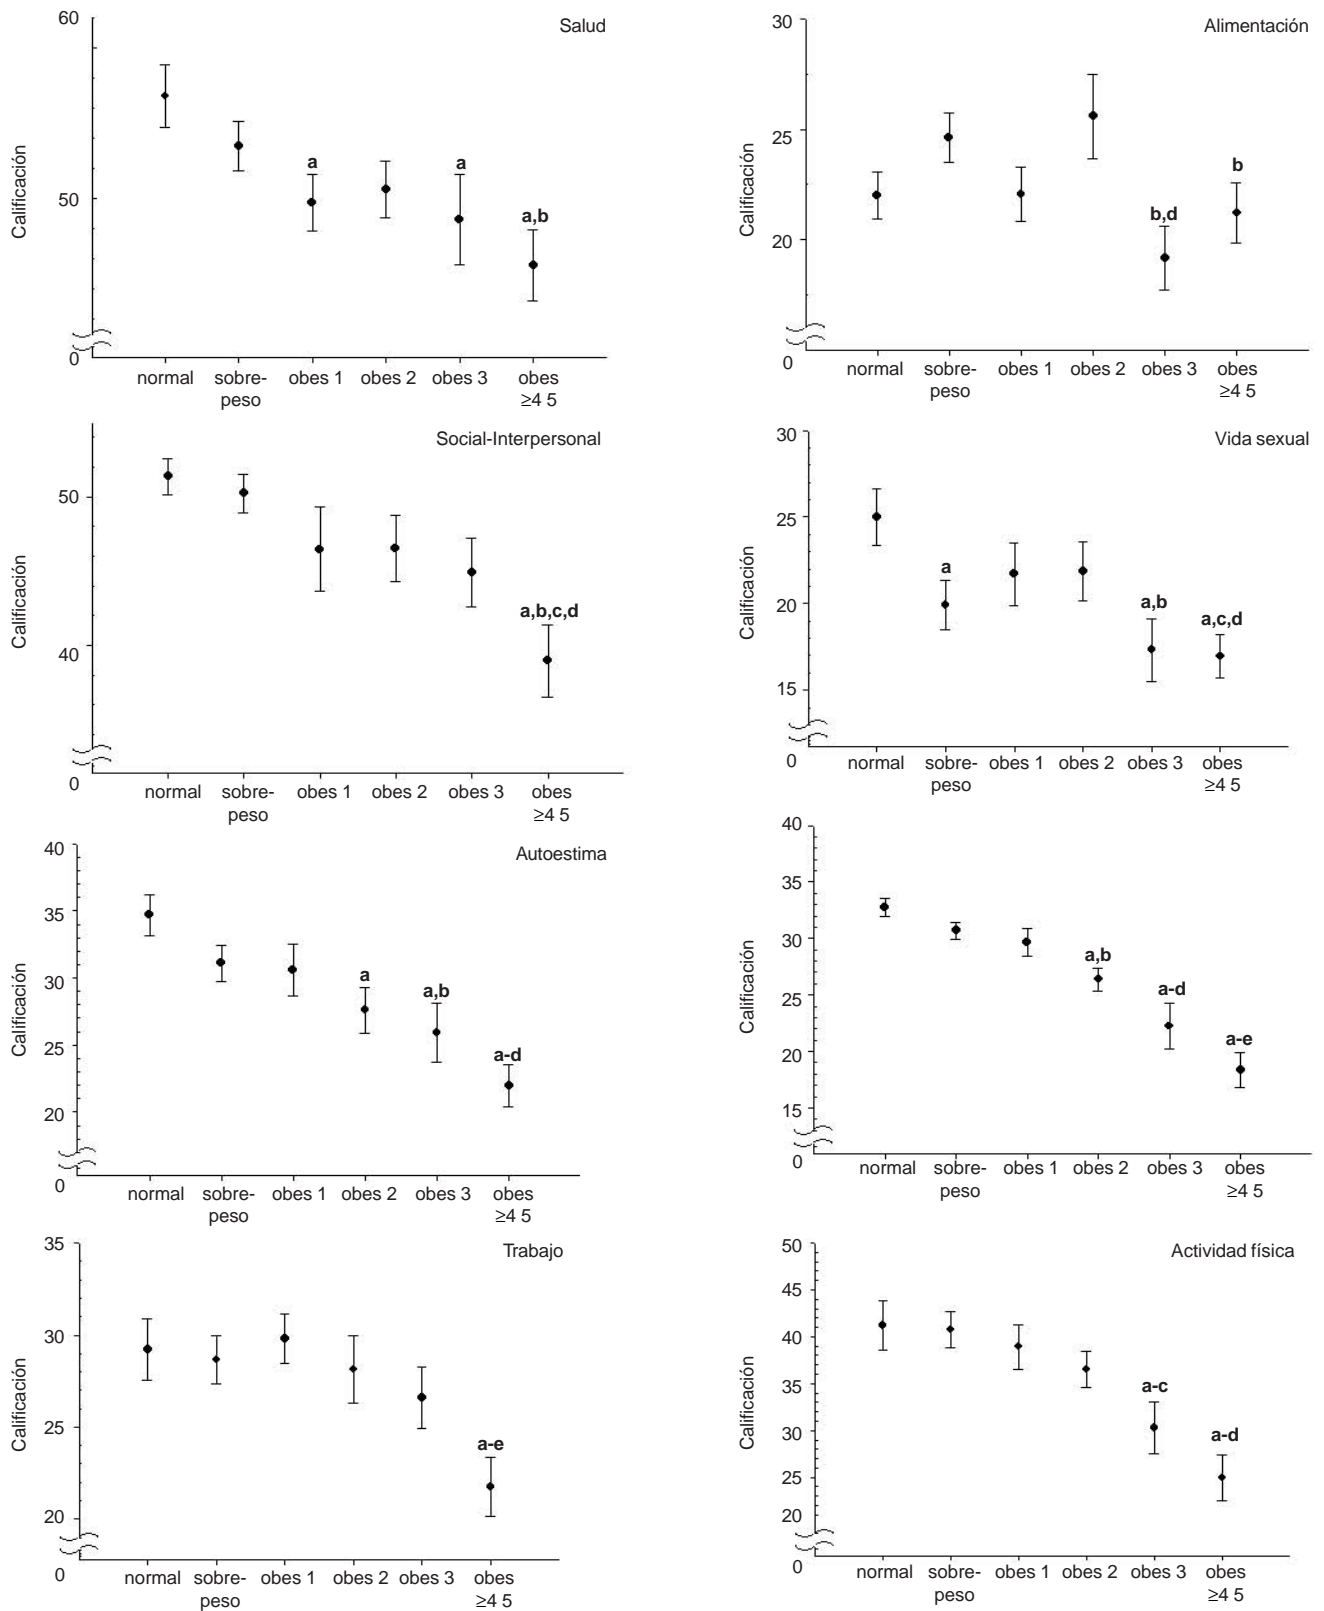 Salud
Calificación
60
50
0
a
a
a,b
normal sobre- obes 1 obes 2 obes 3 obes
peso ≥4 5
Alimentación
Calificación
30
25
20
0
b,d
b
normal sobre- obes 1 obes 2 obes 3 obes
peso ≥4 5
Social-Interpersonal
Calificación
50
40
0
a,b,c,d
normal sobre- obes 1 obes 2 obes 3 obes
peso ≥4 5
Vida sexual
Calificación
30
25
20
15
0
a
a,b
a,c,d
normal sobre- obes 1 obes 2 obes 3 obes
peso ≥4 5
Autoestima
Calificación
40
35
30
25
20
0
a
a,b
a-d
normal sobre- obes 1 obes 2 obes 3 obes
peso ≥4 5
Calificación
40
35
30
25
20
15
0
a,b
a-d
a-e
normal sobre- obes 1 obes 2 obes 3 obes
peso ≥4 5
Trabajo
Calificación
35
30
25
20
0
a-e
normal sobre- obes 1 obes 2 obes 3 obes
peso ≥4 5
Actividad física
Calificación
50
45
40
35
30
25
20
0
a-c
a-d
normal sobre- obes 1 obes 2 obes 3 obes
peso ≥4 5